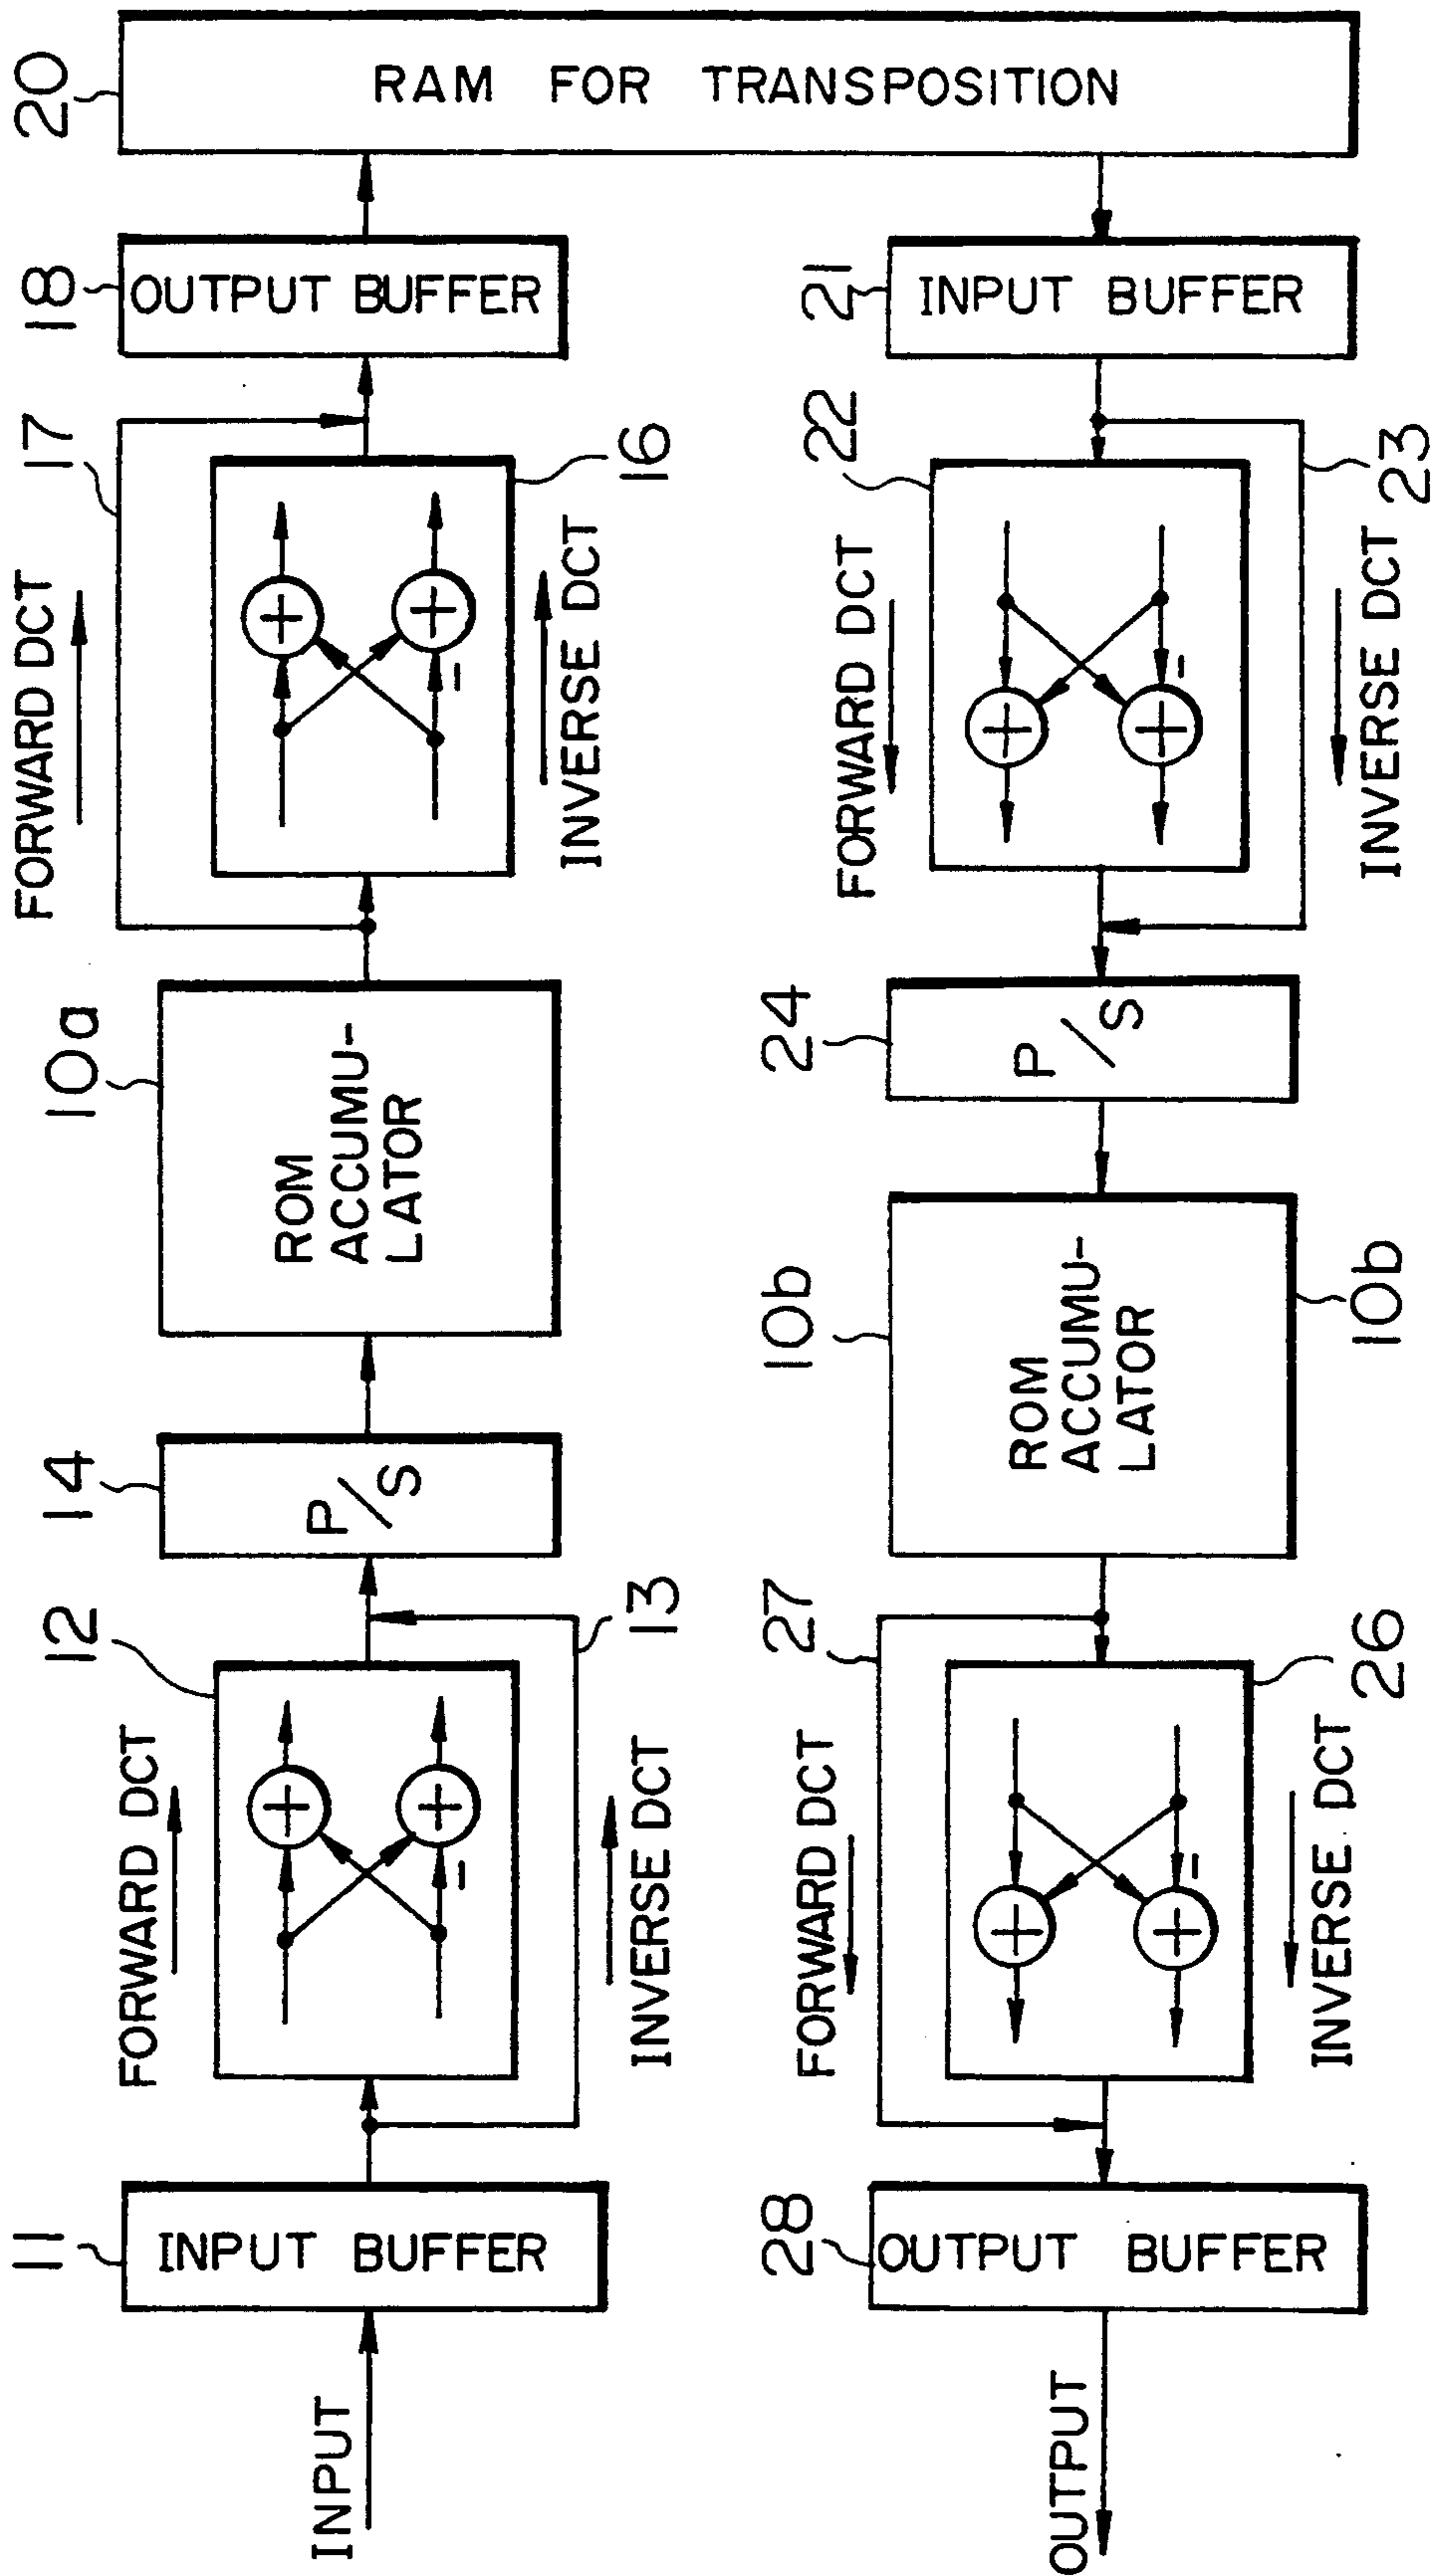 INPUT
11
INPUT BUFFER
12
FORWARD DCT
+
+
−
INVERSE DCT
13
14
P/S
10a
ROM
ACCUMU-
LATOR
17
FORWARD DCT
+
+
−
16
INVERSE DCT
18
OUTPUT BUFFER
20
RAM FOR TRANSPOSITION
21
INPUT BUFFER
22
FORWARD DCT
+
+
−
INVERSE DCT
23
24
P/S
10b
ROM
ACCUMU-
LATOR
10b
27
FORWARD DCT
+
+
−
26
INVERSE DCT
28
OUTPUT BUFFER
OUTPUT